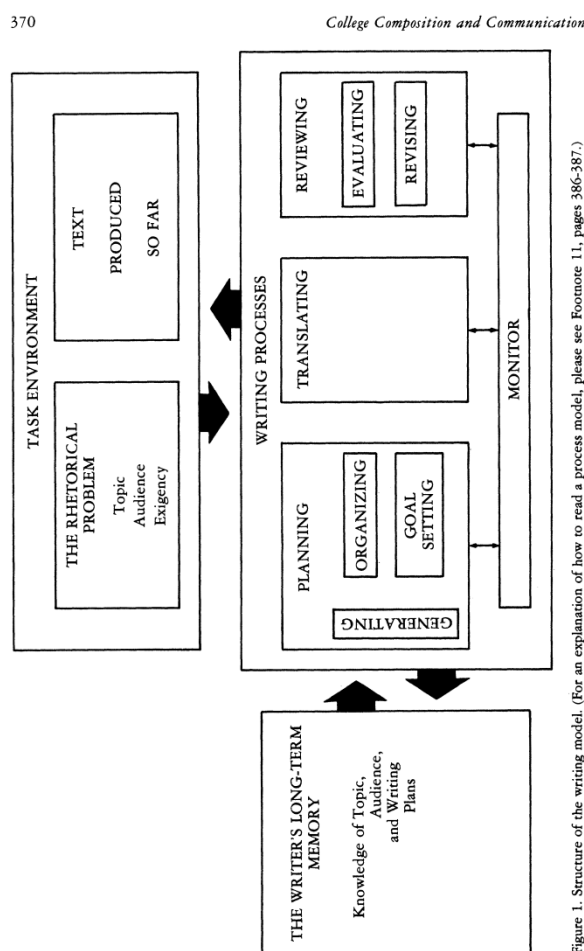 370
College Composition and Communication
TASK ENVIRONMENT
THE RHETORICAL
PROBLEM
Topic
Audience
Exigency
TEXT
PRODUCED
SO FAR
THE WRITER'S LONG-TERM
MEMORY
Knowledge of Topic,
Audience,
and Writing
Plans
WRITING PROCESSES
PLANNING
GENERATING
ORGANIZING
GOAL
SETTING
TRANSLATING
REVIEWING
EVALUATING
REVISING
MONITOR
Figure 1. Structure of the writing model. (For an explanation of how to read a process model, please see Footnote 11, pages 386-387.)